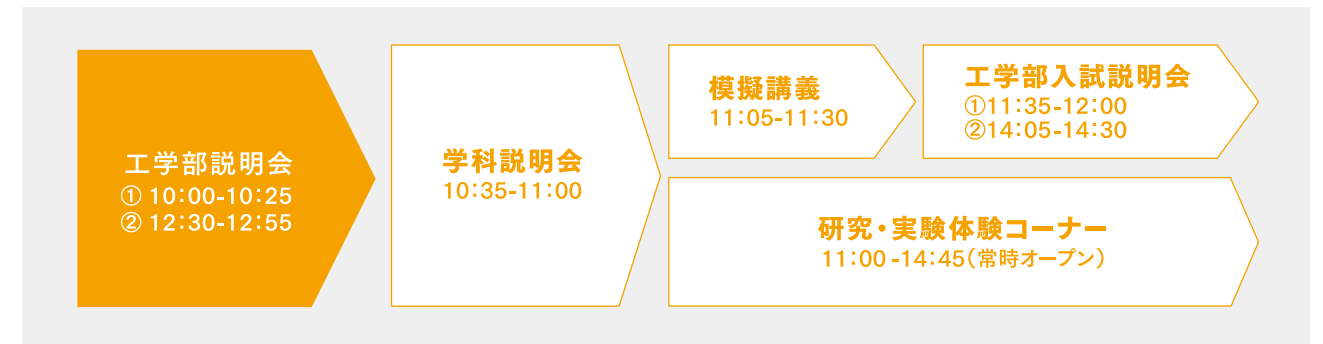 工学部説明会
① 10:00-10:25
② 12:30-12:55
学科説明会
10:35-11:00
模擬講義
11:05-11:30
工学部入試説明会
①11:35-12:00
②14:05-14:30
研究・実験体験コーナー
11:00 -14:45(常時オープン)